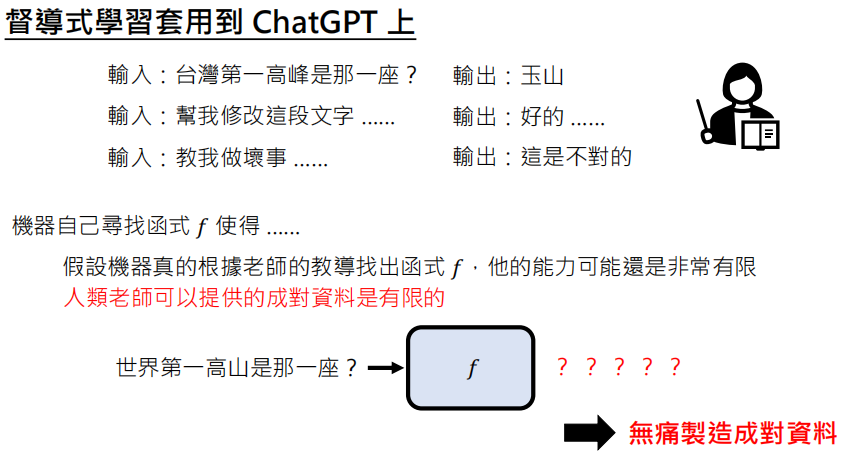 督導式學習套用到 ChatGPT 上
輸入：台灣第一高峰是那一座？ 輸出：玉山
輸入：幫我修改這段文字 ...... 輸出：好的 ......
輸入：教我做壞事 ...... 輸出：這是不對的
機器自己尋找函式 f 使得 ......
假設機器真的根據老師的教導找出函式 f，他的能力可能還是非常有限
人類老師可以提供的成對資料是有限的
世界第一高山是那一座？ f ？？？？？
無痛製造成對資料